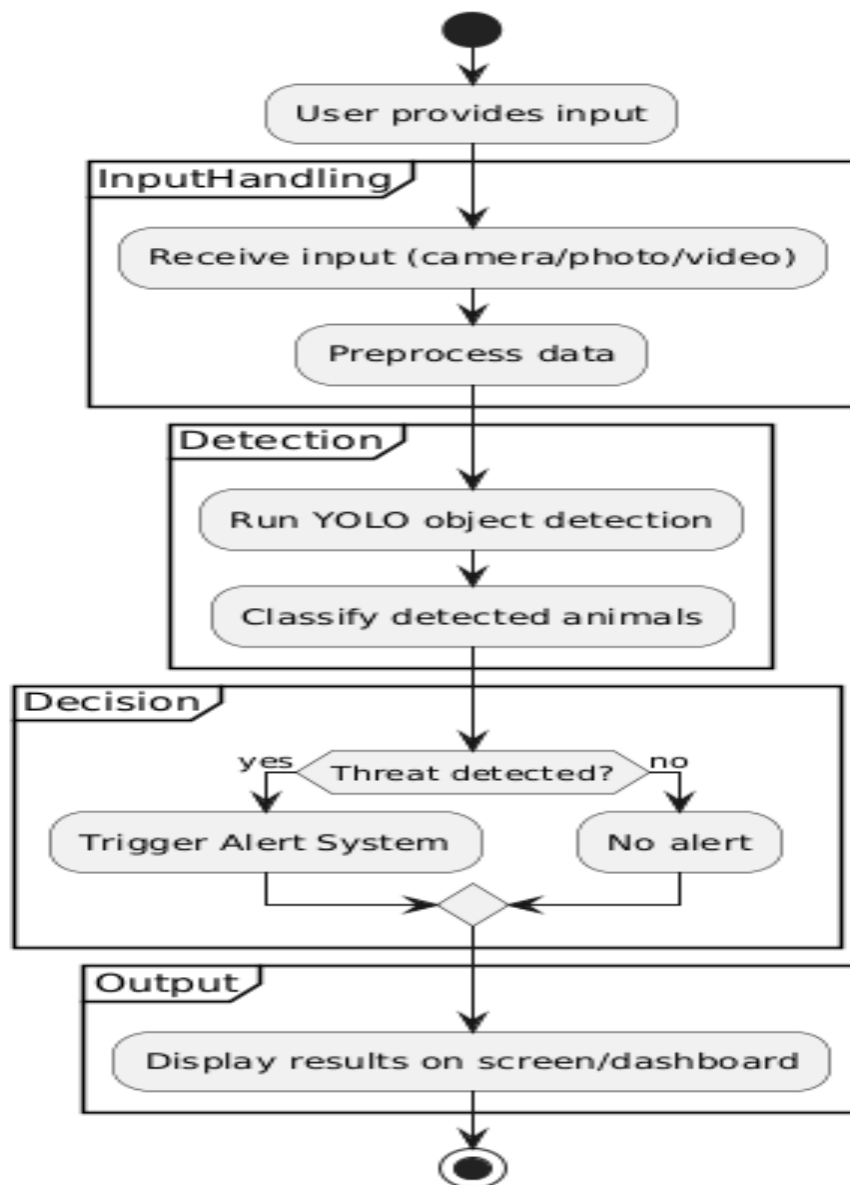 User provides input
InputHandling
Receive input (camera/photo/video)
Preprocess data
Detection
Run YOLO object detection
Classify detected animals
Decision
yes
Threat detected?
no
Trigger Alert System
No alert
Output
Display results on screen/dashboard